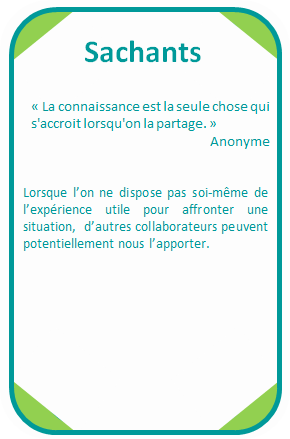 Sachants
« La connaissance est la seule chose qui
s'accroit lorsqu'on la partage. »
Anonyme
Lorsque l’on ne dispose pas soi-même de
l’expérience utile pour affronter une
situation, d’autres collaborateurs peuvent
potentiellement nous l’apporter.